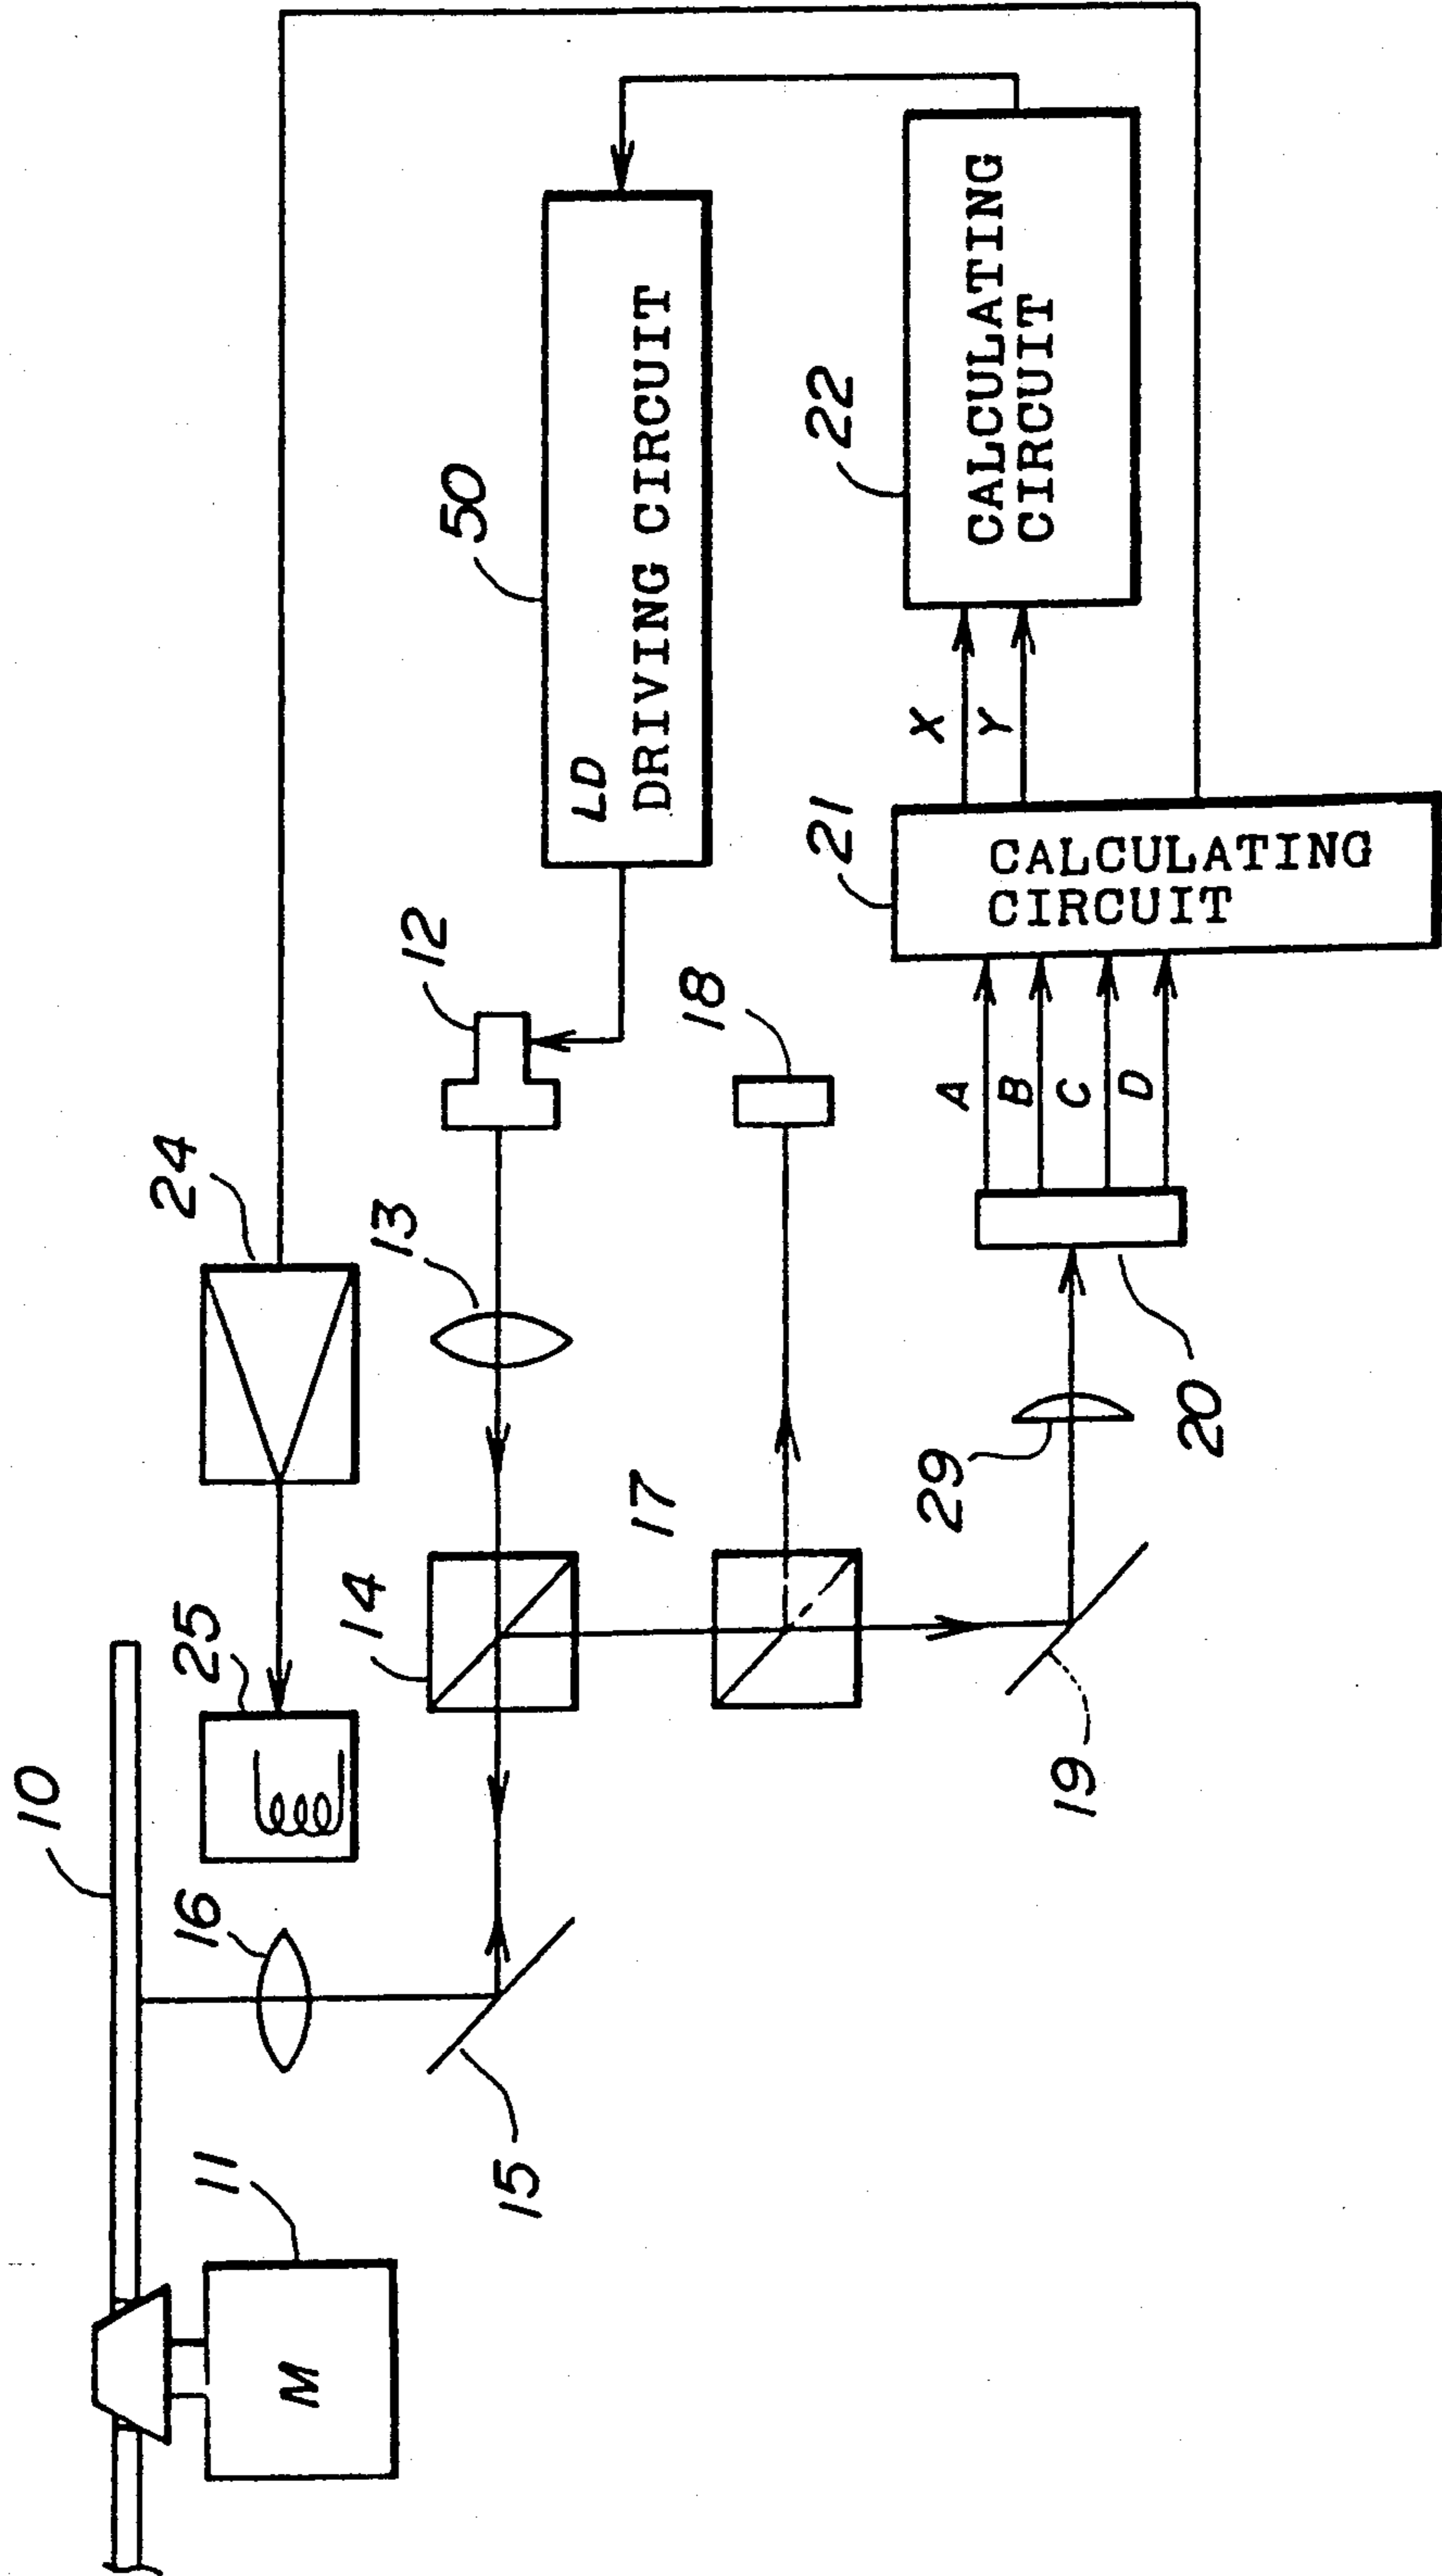 10
11
M
16
25
24
15
14
13
12
50
LD
DRIVING CIRCUIT
17
18
19
29
20
A
B
C
D
21
CALCULATING
CIRCUIT
X
Y
22
CALCULATING
CIRCUIT